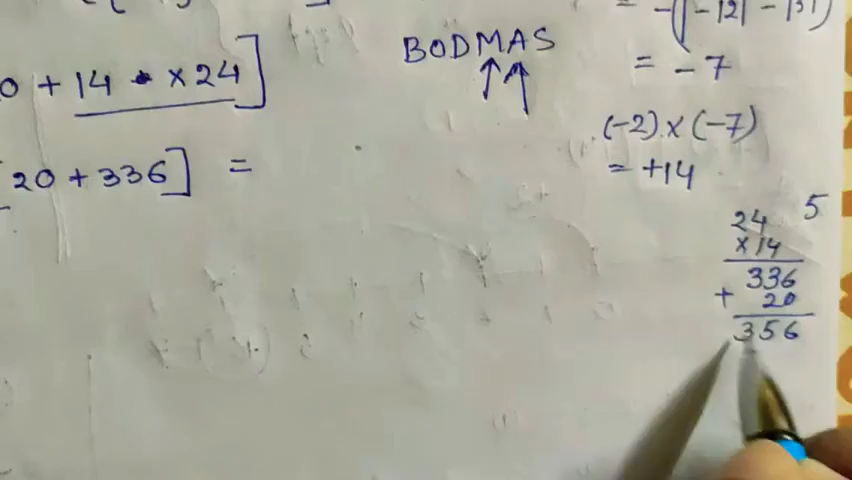 0 + 14 × 24]
[20 + 336] =
BODMAS
= -7
(-2) × (-7)
= +14
5
24
×14
336
+ 20
356